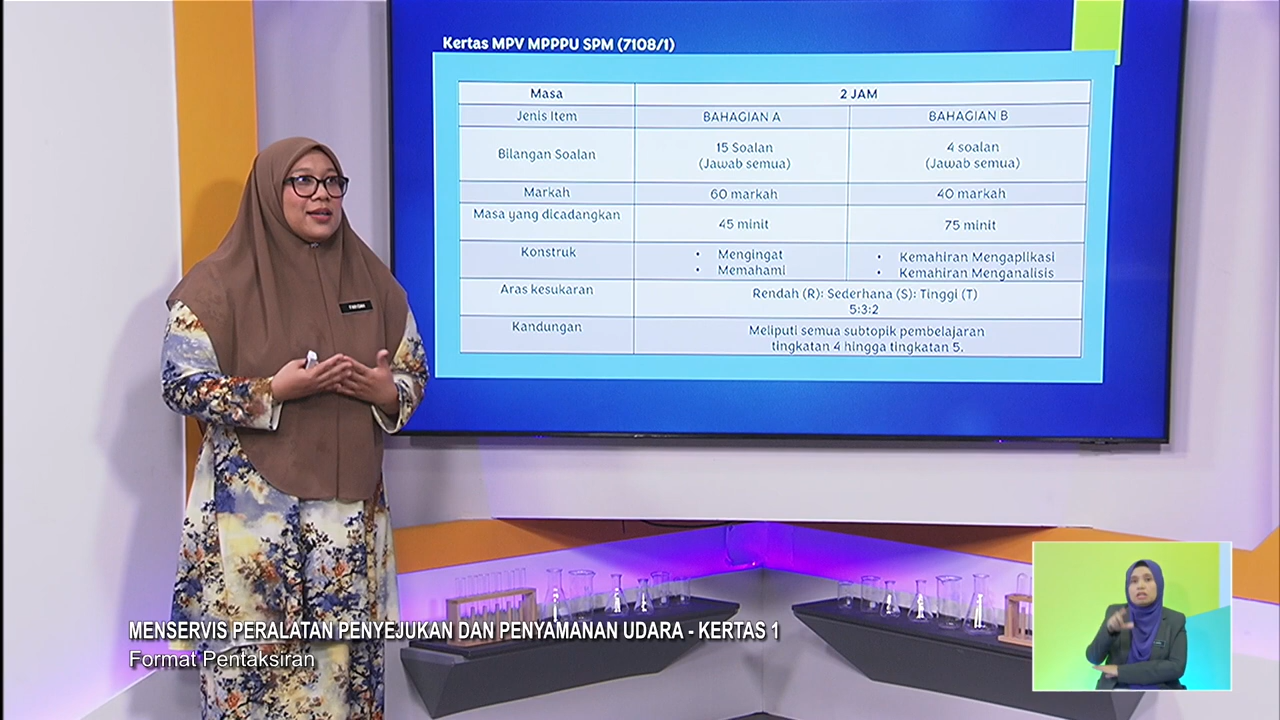 Kertas MPV MPPPU SPM (7108/1)
Masa 2 JAM
Jenis Item BAHAGIAN A BAHAGIAN B
Bilangan Soalan 15 Soalan (Jawab semua) 4 soalan (Jawab semua)
Markah 60 markah 40 markah
Masa yang dicadangkan 45 minit 75 minit
Konstruk • Mengingat • Kemahiran Mengaplikasi
• Memahami • Kemahiran Menganalisis
Aras kesukaran Rendah (R): Sederhana (S): Tinggi (T)
5:3:2
Kandungan Meliputi semua subtopik pembelajaran
tingkatan 4 hingga tingkatan 5.
MENSERVIS PERALATAN PENYEJUKAN DAN PENYAMANAN UDARA - KERTAS 1
Format Pentaksiran